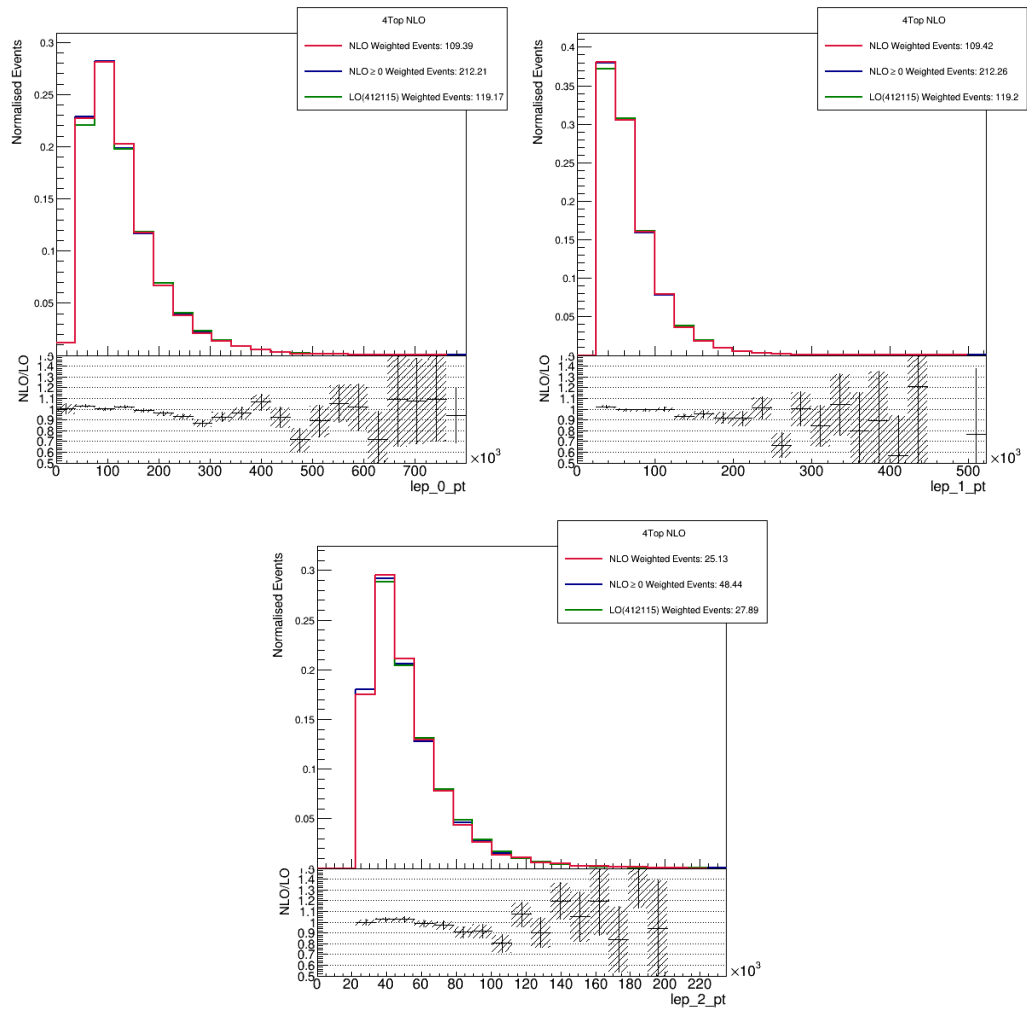 4Top NLO
NLO Weighted Events: 109.39
NLO ≥ 0 Weighted Events: 212.21
LO(412115) Weighted Events: 119.17
Normalised Events
0.3
0.25
0.2
0.15
0.1
0.05
NLO/LO
1.5
1.4
1.3
1.2
1.1
1
0.9
0.8
0.7
0.6
0.5
0 100 200 300 400 500 600 700
×10³
lep_0_pt
4Top NLO
NLO Weighted Events: 109.42
NLO ≥ 0 Weighted Events: 212.26
LO(412115) Weighted Events: 119.2
Normalised Events
0.4
0.35
0.3
0.25
0.2
0.15
0.1
0.05
NLO/LO
1.5
1.4
1.3
1.2
1.1
1
0.9
0.8
0.7
0.6
0.5
0 100 200 300 400 500
×10³
lep_1_pt
4Top NLO
NLO Weighted Events: 25.13
NLO ≥ 0 Weighted Events: 48.44
LO(412115) Weighted Events: 27.89
Normalised Events
0.3
0.25
0.2
0.15
0.1
0.05
NLO/LO
1.5
1.4
1.3
1.2
1.1
1
0.9
0.8
0.7
0.6
0.5
0 20 40 60 80 100 120 140 160 180 200 220
×10³
lep_2_pt